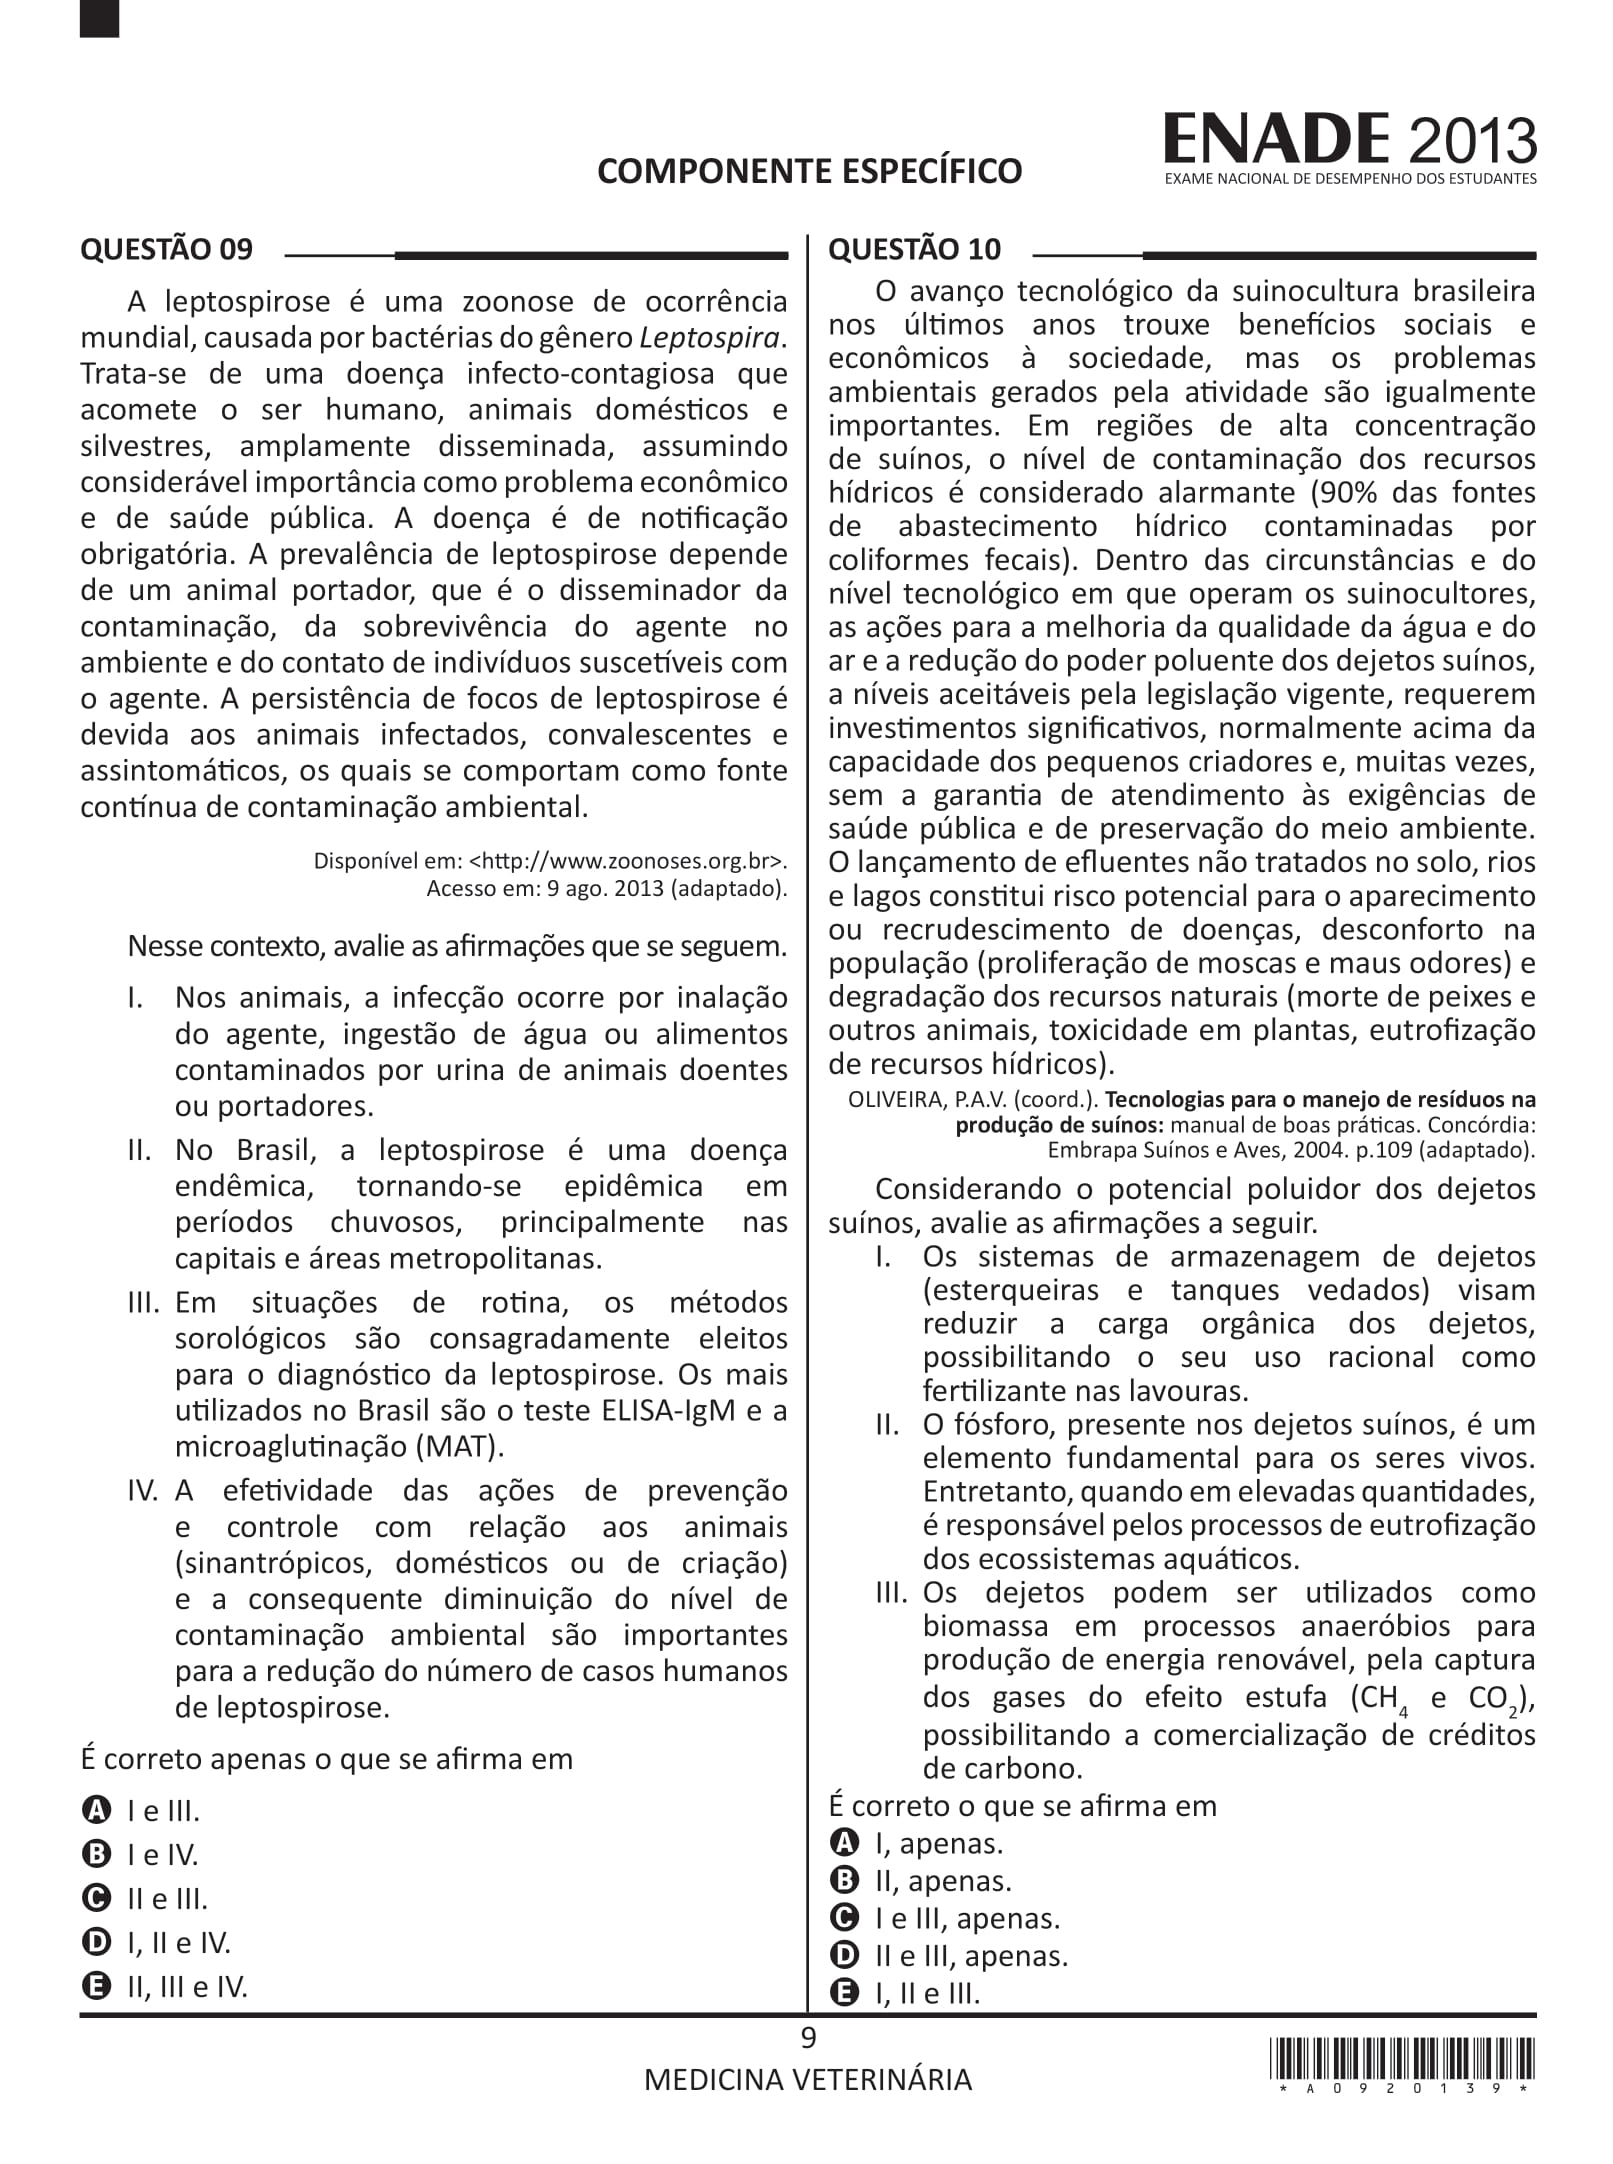 ENADE 2013
EXAME NACIONAL DE DESEMPENHO DOS ESTUDANTES
COMPONENTE ESPECÍFICO
QUESTÃO 09
A leptospirose é uma zoonose de ocorrência
mundial, causada por bactérias do gênero Leptospira.
Trata-se de uma doença infecto-contagiosa que
acomete o ser humano, animais domésticos e
silvestres, amplamente disseminada, assumindo
considerável importância como problema econômico
e de saúde pública. A doença é de notificação
obrigatória. A prevalência de leptospirose depende
de um animal portador, que é o disseminador da
contaminação, da sobrevivência do agente no
ambiente e do contato de indivíduos suscetíveis com
o agente. A persistência de focos de leptospirose é
devida aos animais infectados, convalescentes e
assintomáticos, os quais se comportam como fonte
contínua de contaminação ambiental.
Disponível em: <http://www.zoonoses.org.br>.
Acesso em: 9 ago. 2013 (adaptado).
Nesse contexto, avalie as afirmações que se seguem.
I. Nos animais, a infecção ocorre por inalação
do agente, ingestão de água ou alimentos
contaminados por urina de animais doentes
ou portadores.
II. No Brasil, a leptospirose é uma doença
endêmica, tornando-se epidêmica em
períodos chuvosos, principalmente nas
capitais e áreas metropolitanas.
III. Em situações de rotina, os métodos
sorológicos são consagradamente eleitos
para o diagnóstico da leptospirose. Os mais
utilizados no Brasil são o teste ELISA-IgM e a
microaglutinação (MAT).
IV. A efetividade das ações de prevenção
e controle com relação aos animais
(sinantrópicos, domésticos ou de criação)
e a consequente diminuição do nível de
contaminação ambiental são importantes
para a redução do número de casos humanos
de leptospirose.
É correto apenas o que se afirma em
A I e III.
B I e IV.
C II e III.
D I, II e IV.
E II, III e IV.
QUESTÃO 10
O avanço tecnológico da suinocultura brasileira
nos últimos anos trouxe benefícios sociais e
econômicos à sociedade, mas os problemas
ambientais gerados pela atividade são igualmente
importantes. Em regiões de alta concentração
de suínos, o nível de contaminação dos recursos
hídricos é considerado alarmante (90% das fontes
de abastecimento hídrico contaminadas por
coliformes fecais). Dentro das circunstâncias e do
nível tecnológico em que operam os suinocultores,
as ações para a melhoria da qualidade da água e do
ar e a redução do poder poluente dos dejetos suínos,
a níveis aceitáveis pela legislação vigente, requerem
investimentos significativos, normalmente acima da
capacidade dos pequenos criadores e, muitas vezes,
sem a garantia de atendimento às exigências de
saúde pública e de preservação do meio ambiente.
O lançamento de efluentes não tratados no solo, rios
e lagos constitui risco potencial para o aparecimento
ou recrudescimento de doenças, desconforto na
população (proliferação de moscas e maus odores) e
degradação dos recursos naturais (morte de peixes e
outros animais, toxicidade em plantas, eutrofização
de recursos hídricos).
OLIVEIRA, P.A.V. (coord.). Tecnologias para o manejo de resíduos na
produção de suínos: manual de boas práticas. Concórdia:
Embrapa Suínos e Aves, 2004. p.109 (adaptado).
Considerando o potencial poluidor dos dejetos
suínos, avalie as afirmações a seguir.
I. Os sistemas de armazenagem de dejetos
(esterqueiras e tanques vedados) visam
reduzir a carga orgânica dos dejetos,
possibilitando o seu uso racional como
fertilizante nas lavouras.
II. O fósforo, presente nos dejetos suínos, é um
elemento fundamental para os seres vivos.
Entretanto, quando em elevadas quantidades,
é responsável pelos processos de eutrofização
dos ecossistemas aquáticos.
III. Os dejetos podem ser utilizados como
biomassa em processos anaeróbios para
produção de energia renovável, pela captura
dos gases do efeito estufa (CH₄ e CO₂),
possibilitando a comercialização de créditos
de carbono.
É correto o que se afirma em
A I, apenas.
B II, apenas.
C I e III, apenas.
D II e III, apenas.
E I, II e III.
9
MEDICINA VETERINÁRIA
*A0920139*